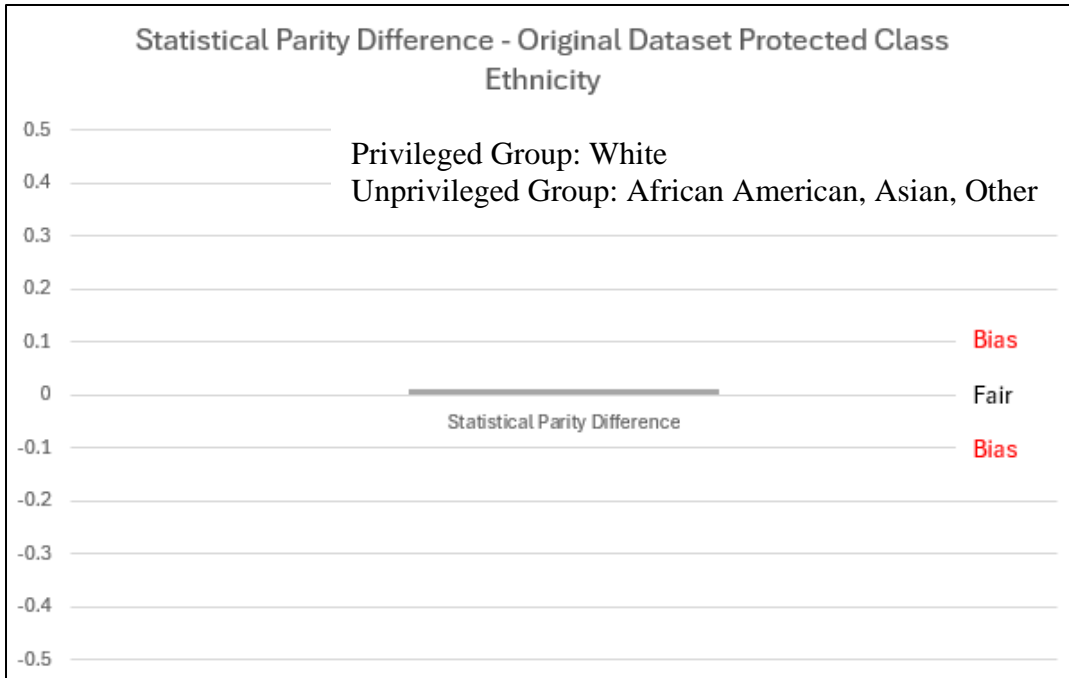 Statistical Parity Difference - Original Dataset Protected Class
Ethnicity
Privileged Group: White
Unprivileged Group: African American, Asian, Other
0.5
0.4
0.3
0.2
0.1
Bias
0
Fair
Statistical Parity Difference
-0.1
Bias
-0.2
-0.3
-0.4
-0.5